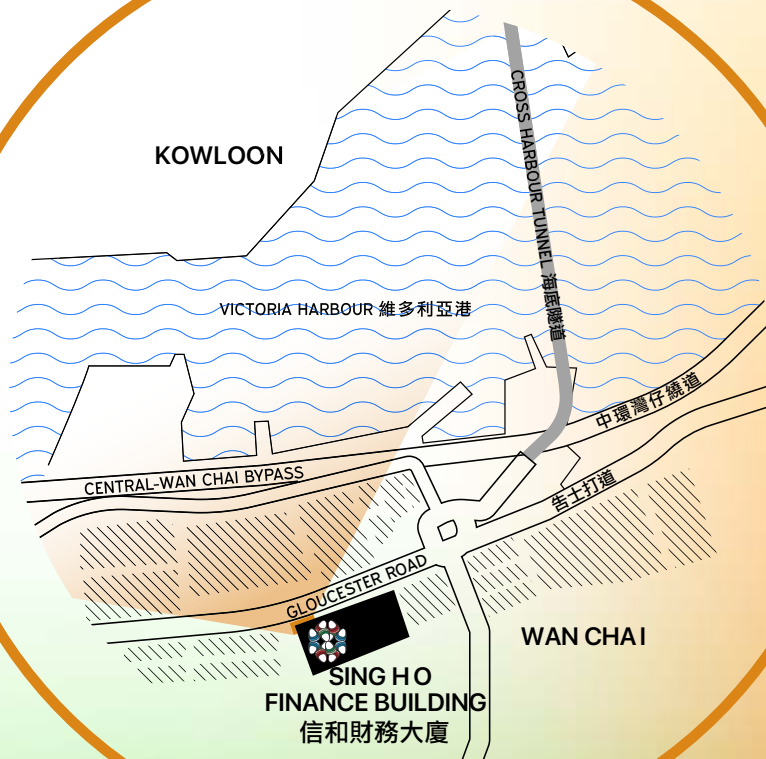 KOWLOON
CROSS HARBOUR TUNNEL 海底隧道
VICTORIA HARBOUR 維多利亞港
中環灣仔繞道
CENTRAL-WAN CHAI BYPASS
告士打道
GLOUCESTER ROAD
WAN CHAI
SING HO
FINANCE BUILDING
信和財務大廈